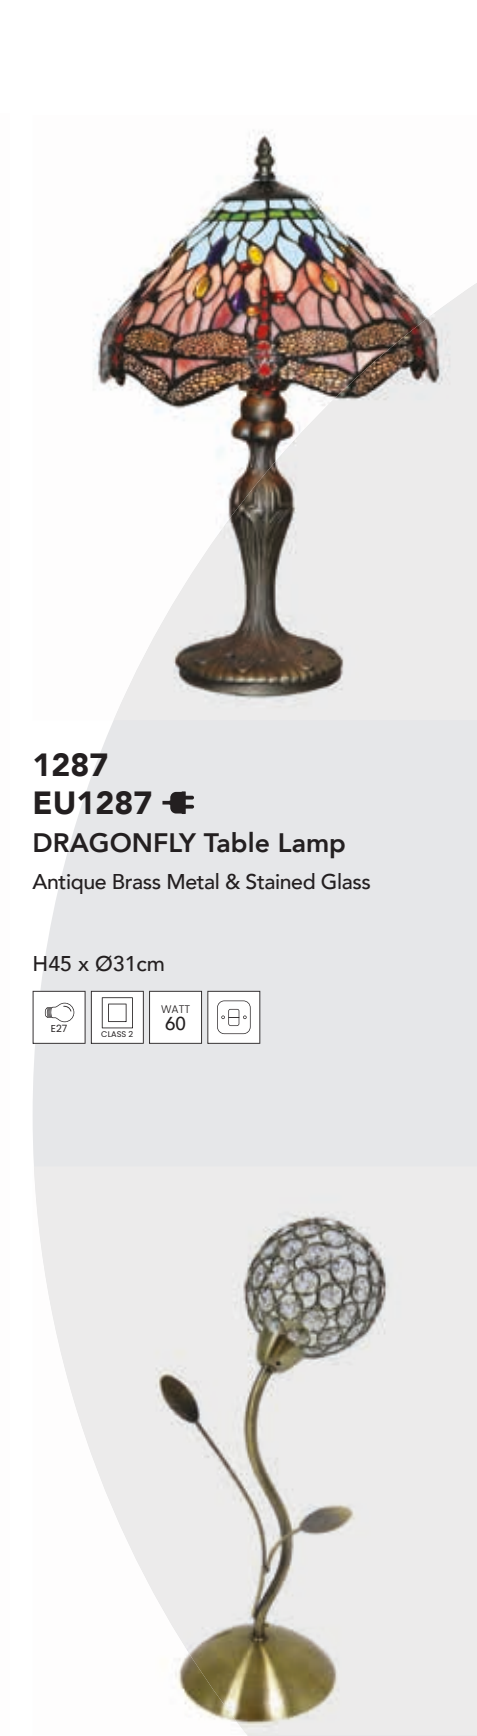 1287
EU1287
DRAGONFLY Table Lamp
Antique Brass Metal & Stained Glass
H45 x Ø31cm
E27
CLASS 2
WATT
60